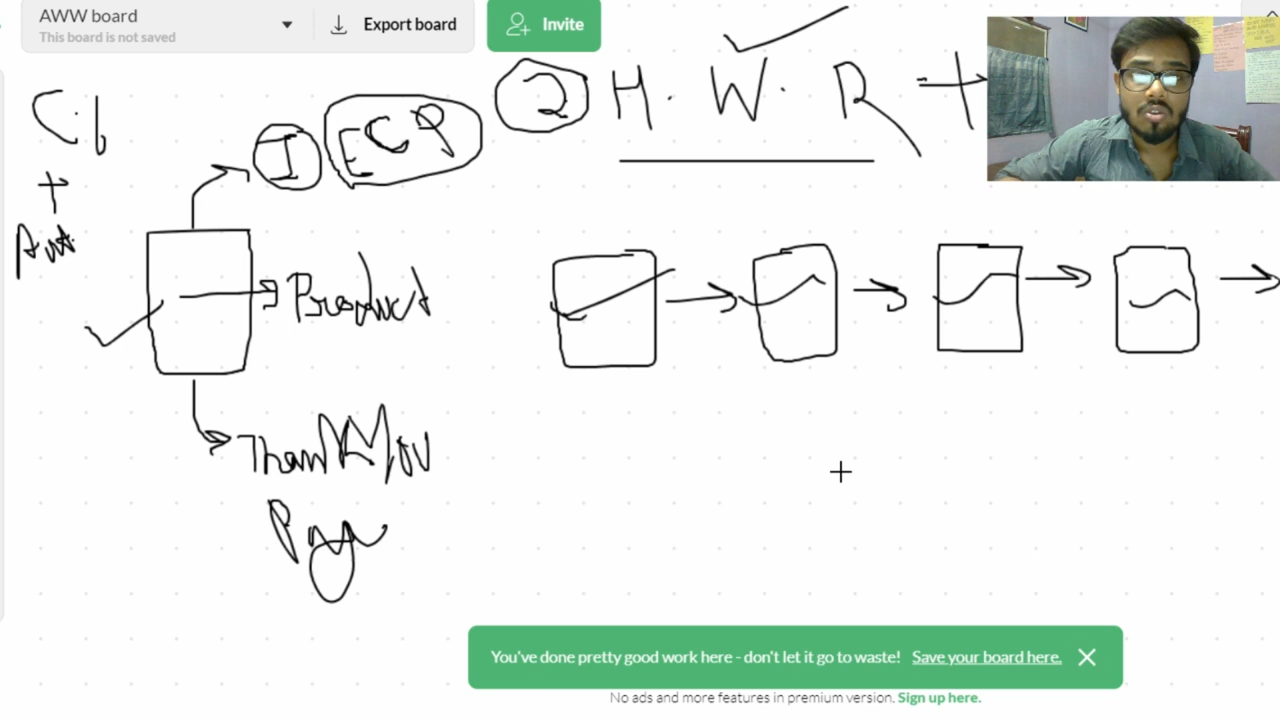 AWW board
This board is not saved
Export board
Invite
C.b
+
I ECP
Product
Thank You
2 H. W. R +
You've done pretty good work here - don't let it go to waste! Save your board here.
No ads and more features in premium version. Sign up here.